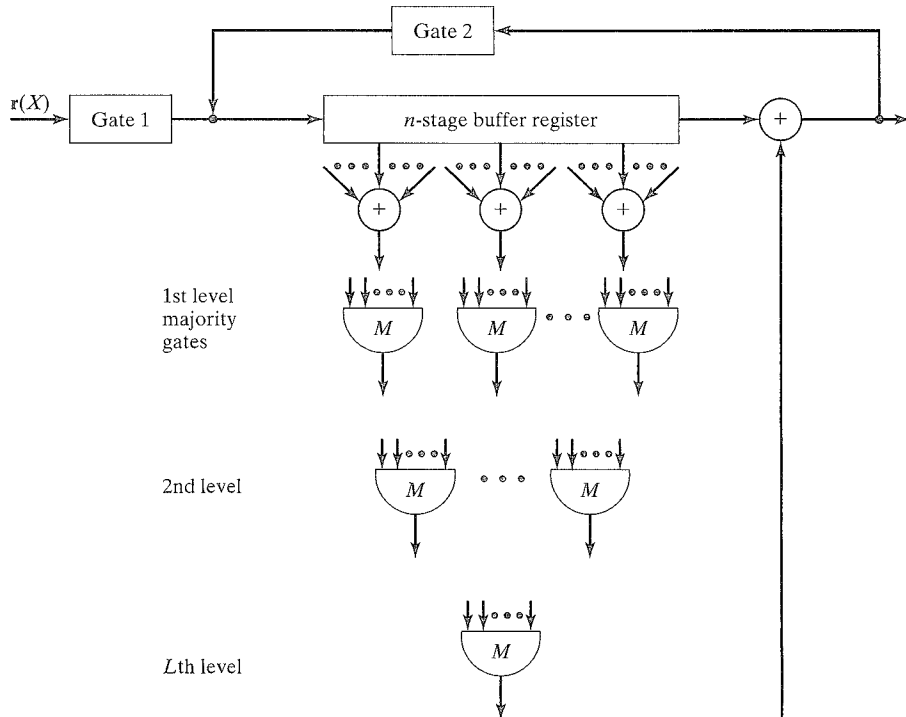 Gate 2
r(X)
Gate 1
n-stage buffer register
+
+
+
+
1st level
majority
gates
M
M
M
2nd level
M
M
Lth level
M